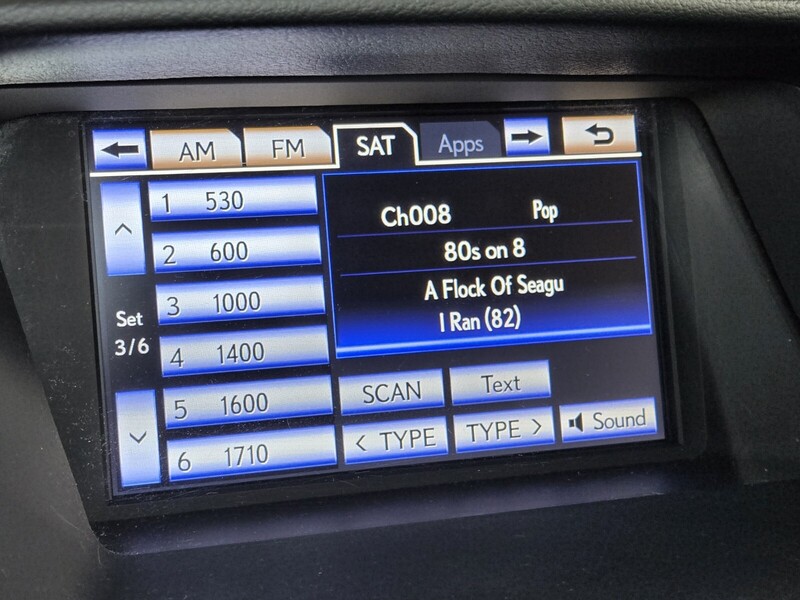 AM FM SAT Apps
1 530
2 600
3 1000
4 1400
5 1600
6 1710
Set
3/6
Ch008 Pop
80s on 8
A Flock Of Seagu
I Ran (82)
SCAN Text
< TYPE TYPE > Sound